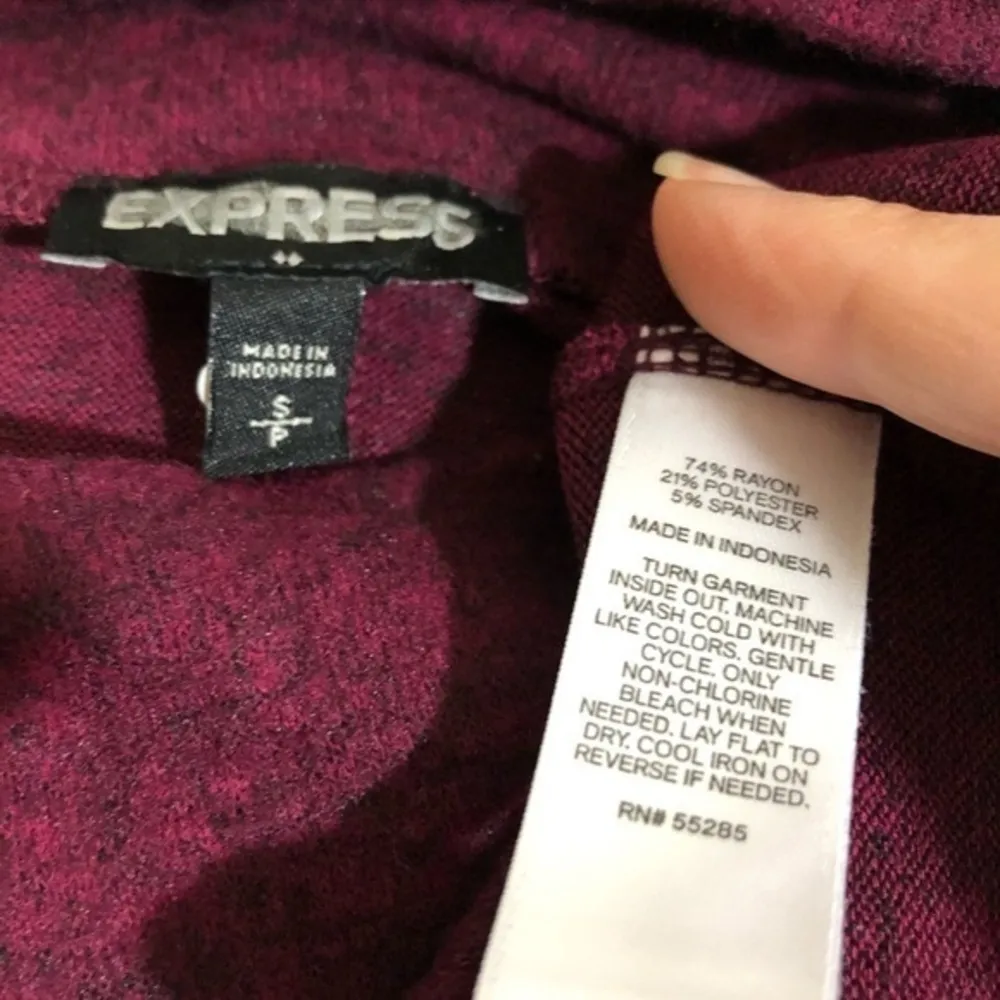 EXPRESS
MADE IN
INDONESIA
S
P
74% RAYON
21% POLYESTER
5% SPANDEX
MADE IN INDONESIA
TURN GARMENT
INSIDE OUT. MACHINE
WASH COLD WITH
LIKE COLORS. GENTLE
CYCLE. ONLY
NON-CHLORINE
BLEACH WHEN
NEEDED. LAY FLAT TO
DRY. COOL IRON ON
REVERSE IF NEEDED.
RN# 55285